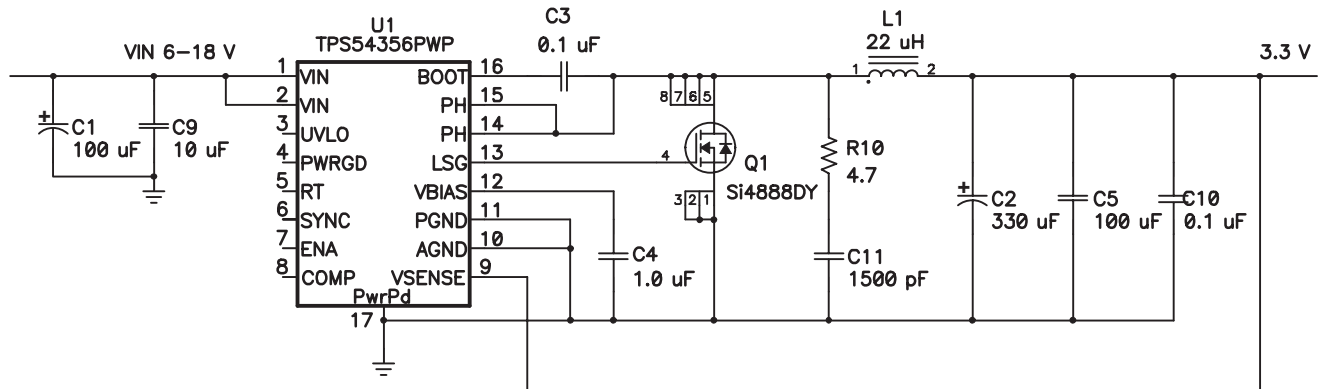 C3
0.1 uF
U1
TPS54356PWP
L1
22 uH
VIN 6–18 V
3.3 V
1 VIN
2 VIN
3 UVLO
4 PWRGD
5 RT
6 SYNC
7 ENA
8 COMP
PwrPd
17
BOOT 16
PH 15
PH 14
LSG 13
VBIAS 12
PGND 11
AGND 10
VSENSE 9
C1
100 uF
C9
10 uF
8 7 6 5
4
3 2 1
Q1
Si4888DY
C4
1.0 uF
1 2
R10
4.7
C11
1500 pF
C2
330 uF
C5
100 uF
C10
0.1 uF